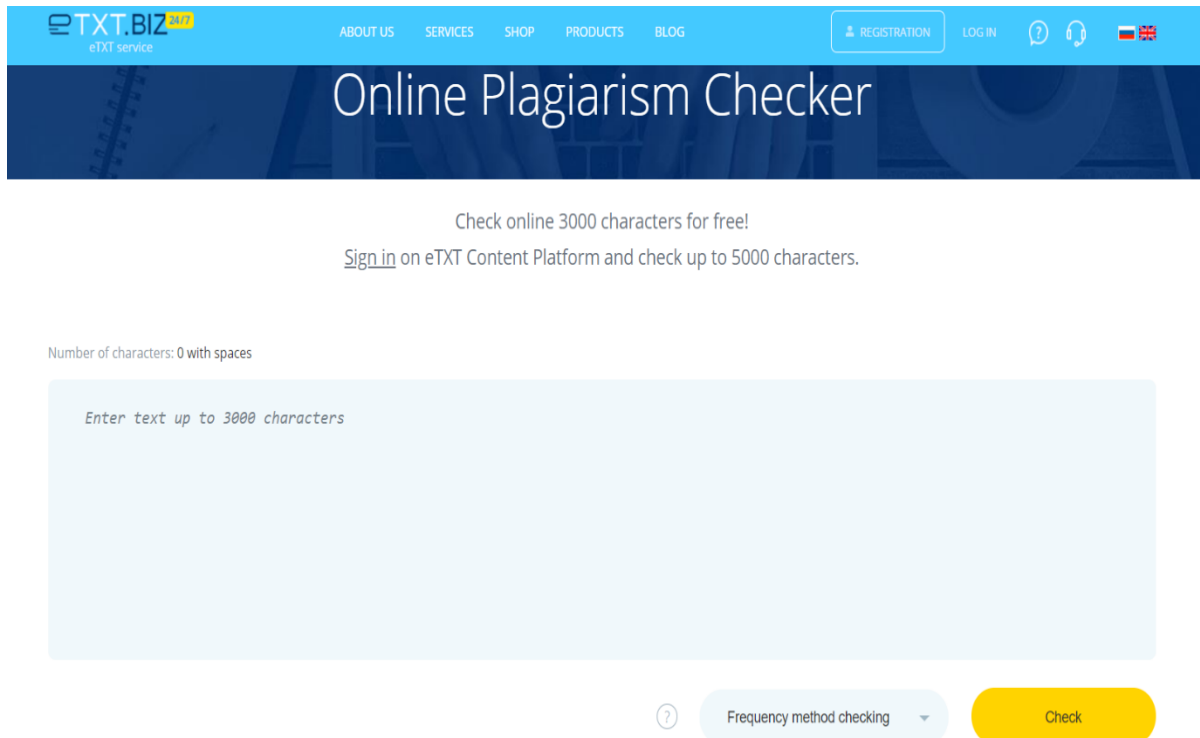 eTXT.BIZ 24/7
eTXT service
ABOUT US SERVICES SHOP PRODUCTS BLOG REGISTRATION LOG IN ?
Online Plagiarism Checker
Check online 3000 characters for free!
Sign in on eTXT Content Platform and check up to 5000 characters.
Number of characters: 0 with spaces
Enter text up to 3000 characters
? Frequency method checking Check